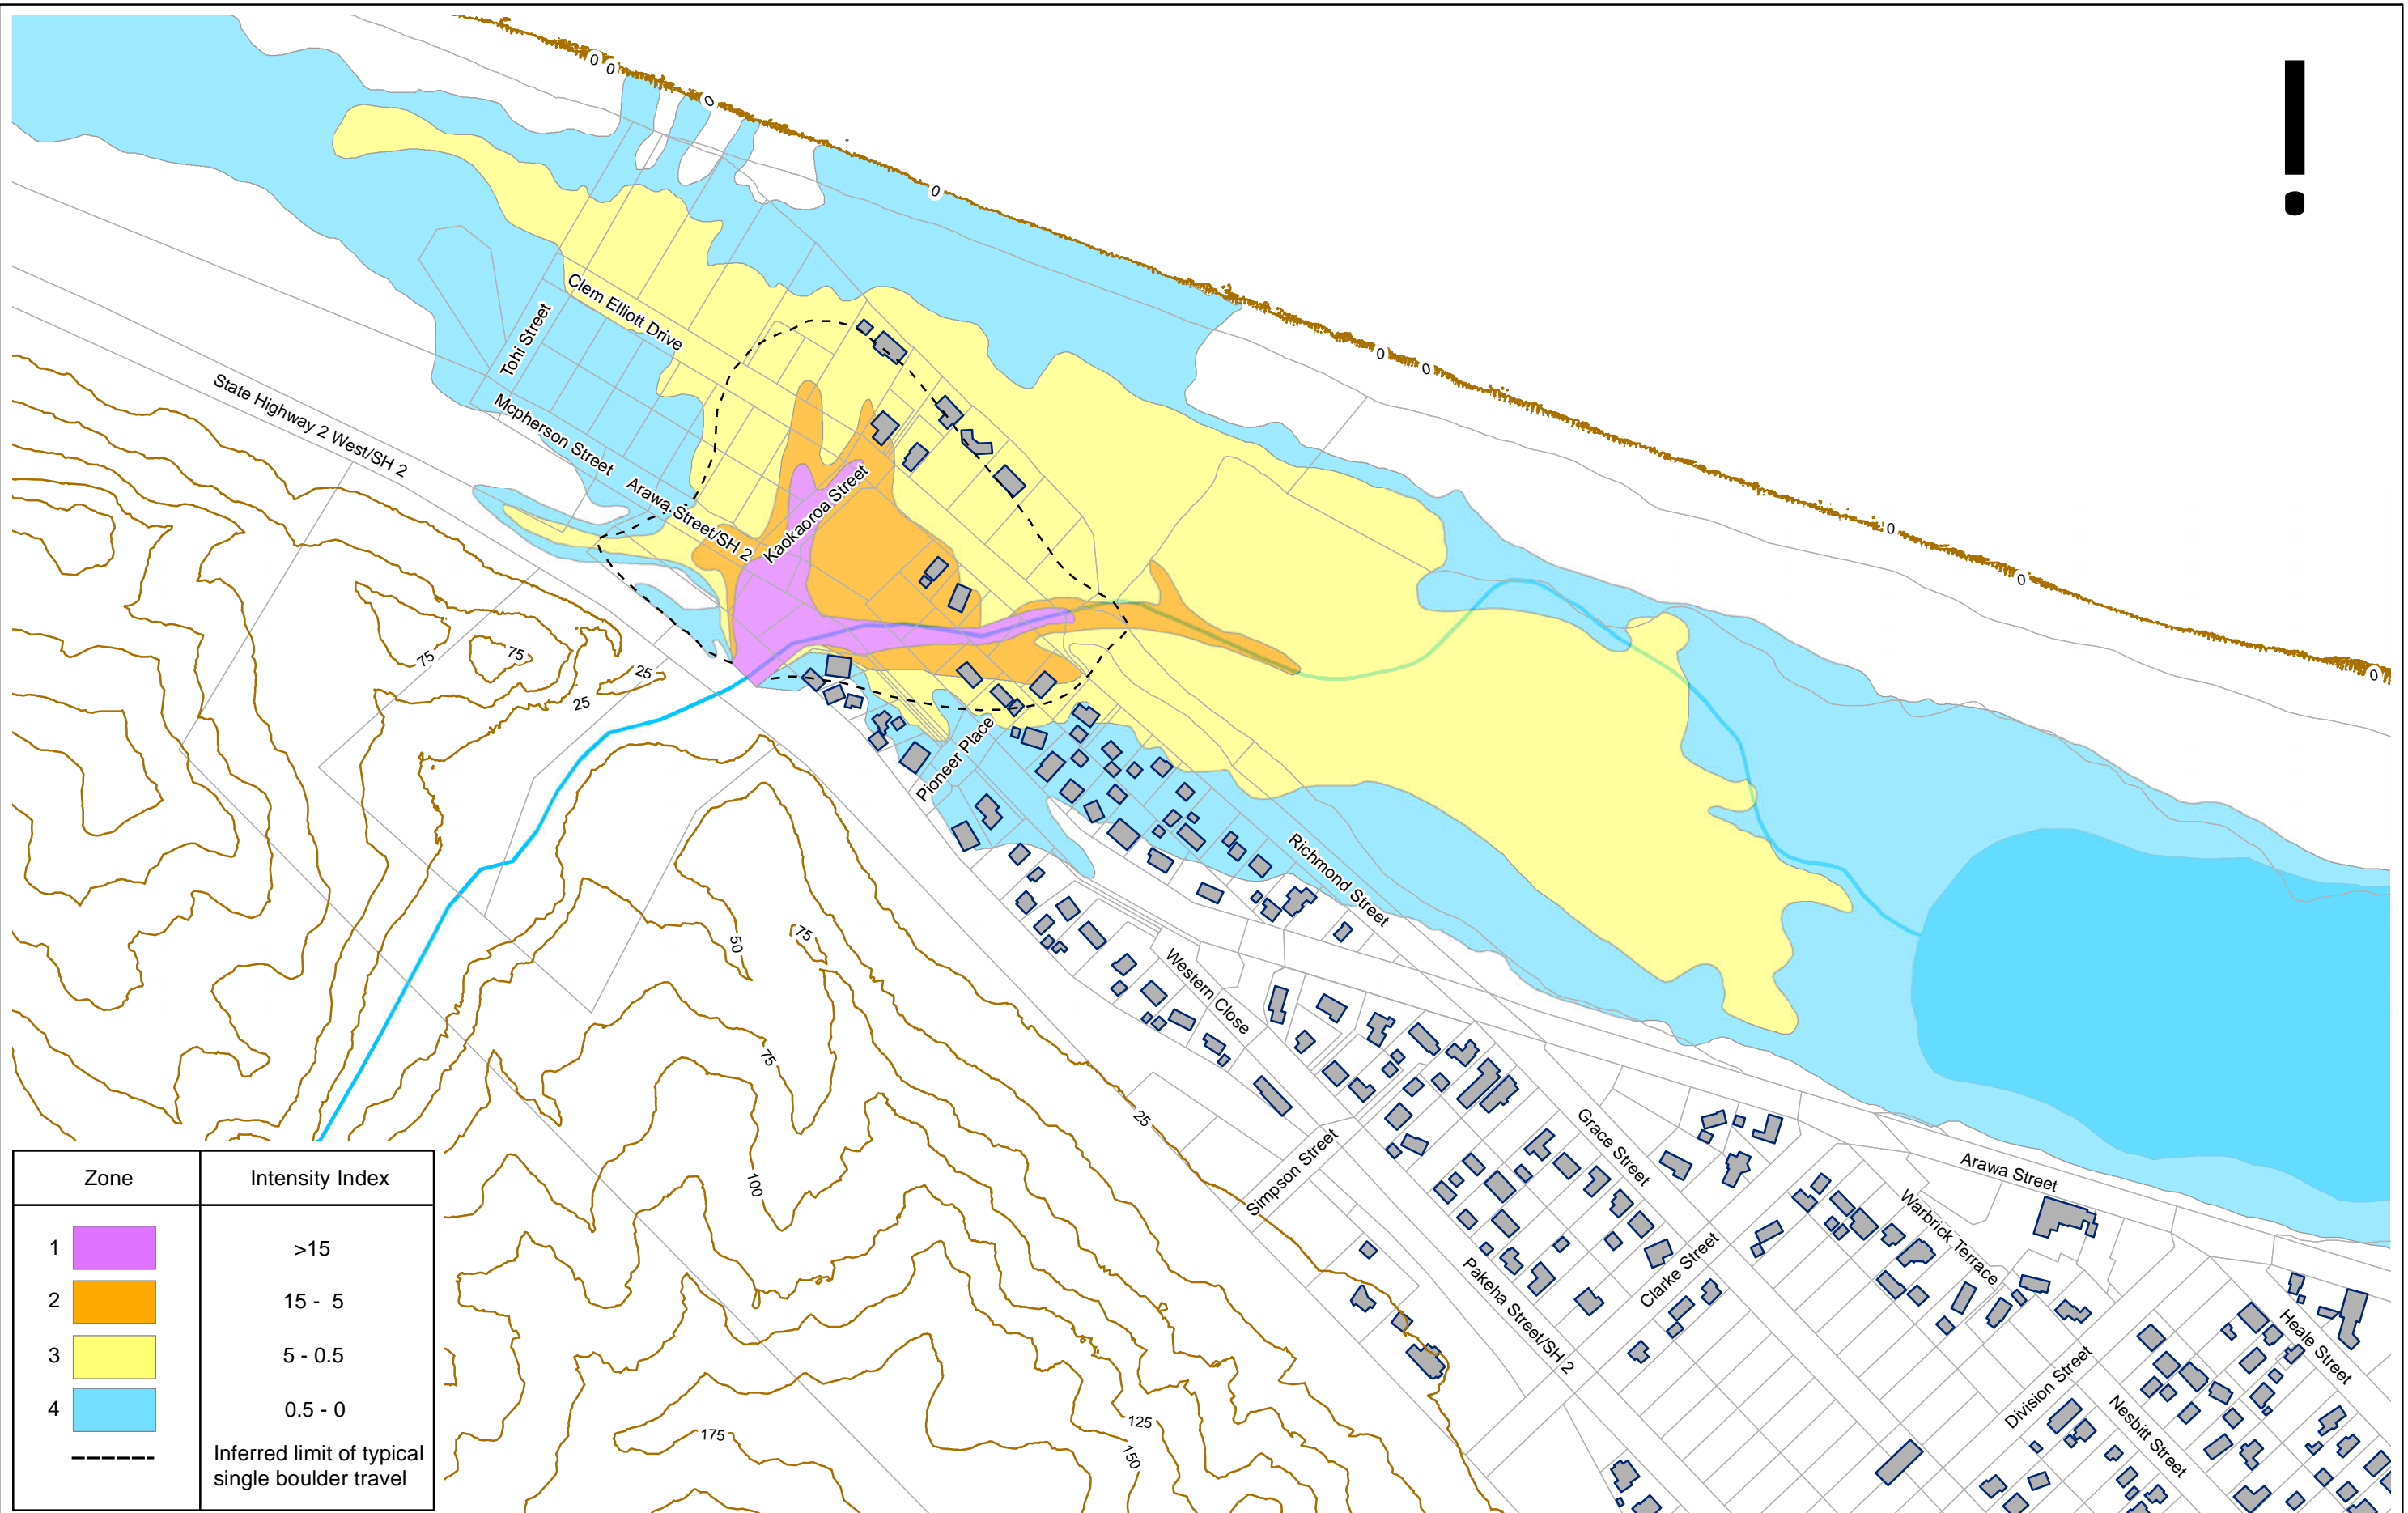 0
0
0
!
0
0
0
0
0
0
Clem Elliott Drive
Tohi Street
State Highway 2 West/SH 2
Mcpherson Street
Arawa Street/SH 2
Kaokaoroa Street
75
75
25
25
Pioneer Place
Richmond Street
50
75
Western Close
75
25
100
Simpson Street
Grace Street
Arawa Street
Warbrick Terrace
Clarke Street
Pakeha Street/SH 2
Heale Street
Division Street
Nesbitt Street
125
150
175
Zone Intensity Index
1 >15
2 15 - 5
3 5 - 0.5
4 0.5 - 0
Inferred limit of typical
single boulder travel